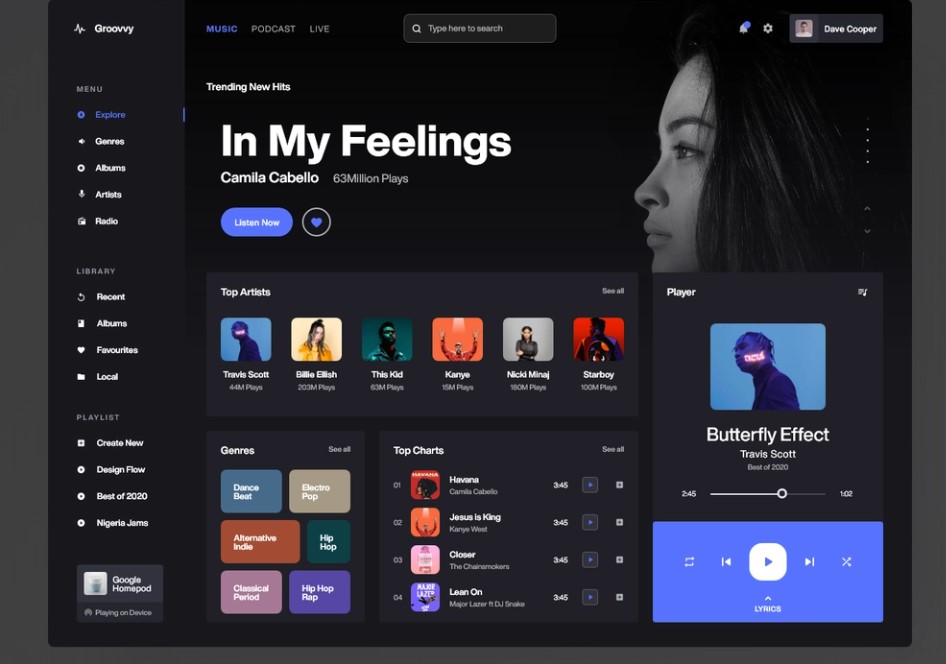 Groovvy
MUSIC PODCAST LIVE
Type here to search
Dave Cooper
MENU
Explore
Genres
Albums
Artists
Radio
LIBRARY
Recent
Albums
Favourites
Local
PLAYLIST
Create New
Design Flow
Best of 2020
Nigeria Jams
Google
Homepod
Playing on Device
Trending New Hits
In My Feelings
Camila Cabello 63Million Plays
Listen Now
Top Artists See all
Travis Scott
44M Plays
Billie Ellish
203M Plays
This Kid
63M Plays
Kanye
15M Plays
Nicki Minaj
180M Plays
Starboy
100M Plays
Genres See all
Dance
Beat
Electro
Pop
Alternative
Indie
Hip
Hop
Classical
Period
Hip Hop
Rap
Top Charts See all
01 HAVANA Havana 3:45
Camila Cabello
02 Jesus is King 3:45
Kanye West
03 Closer 3:45
The Chainsmokers
04 MAJOR LAZER Lean On 3:45
Major Lazer ft DJ Snake
Player
Butterfly Effect
Travis Scott
Best of 2020
2:45 1:02
LYRICS